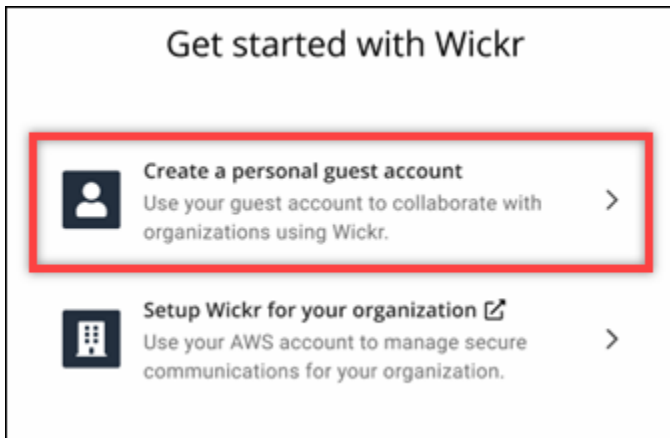 Get started with Wickr
Create a personal guest account
Use your guest account to collaborate with
organizations using Wickr.
Setup Wickr for your organization
Use your AWS account to manage secure
communications for your organization.